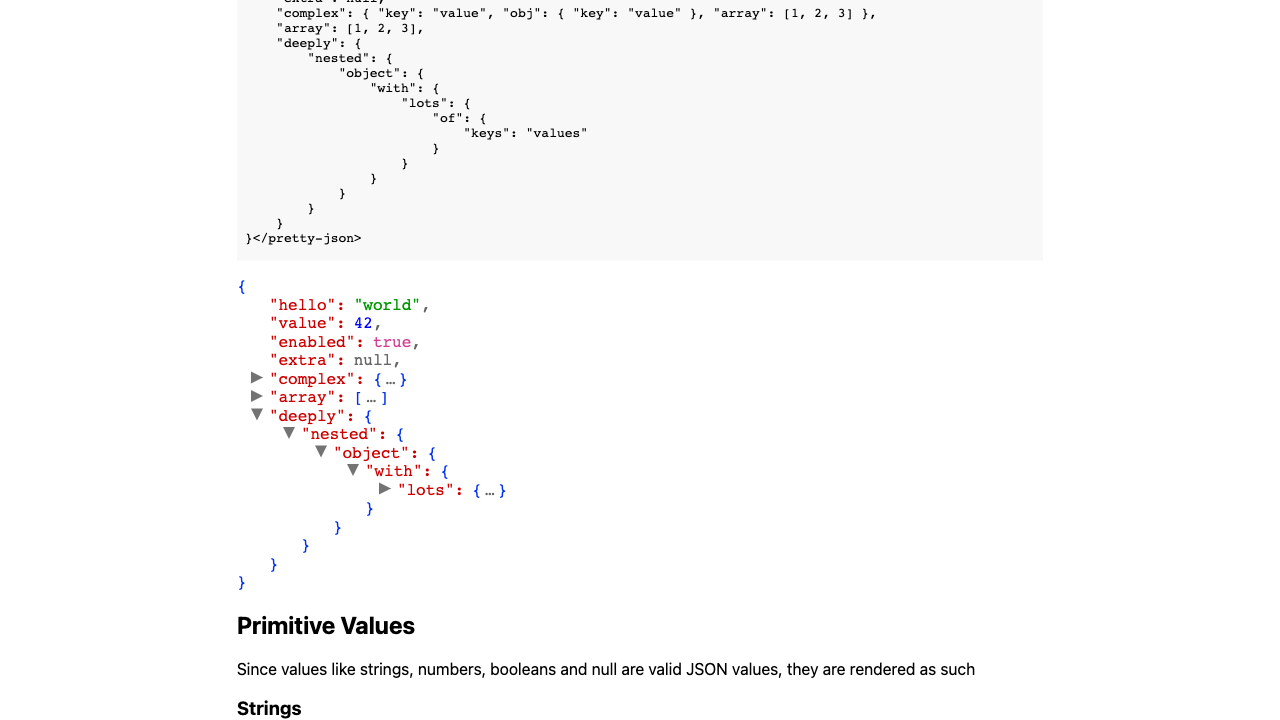 "extra": null,
"complex": { "key": "value", "obj": { "key": "value" }, "array": [1, 2, 3] },
"array": [1, 2, 3],
"deeply": {
"nested": {
"object": {
"with": {
"lots": {
"of": {
"keys": "values"
}
}
}
}
}
}
}</pretty-json>
{
"hello": "world",
"value": 42,
"enabled": true,
"extra": null,
▶ "complex": {…}
▶ "array": […]
▼ "deeply": {
▼ "nested": {
▼ "object": {
▼ "with": {
▶ "lots": {…}
}
}
}
}
}
Primitive Values
Since values like strings, numbers, booleans and null are valid JSON values, they are rendered as such
Strings